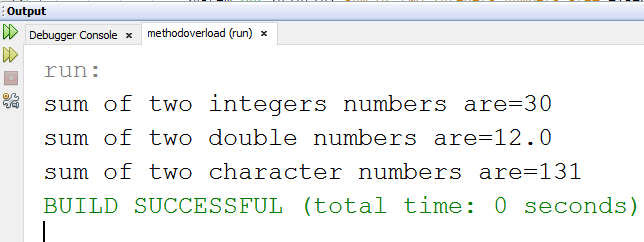 Output
Debugger Console × methodoverload (run) ×
run:
sum of two integers numbers are=30
sum of two double numbers are=12.0
sum of two character numbers are=131
BUILD SUCCESSFUL (total time: 0 seconds)